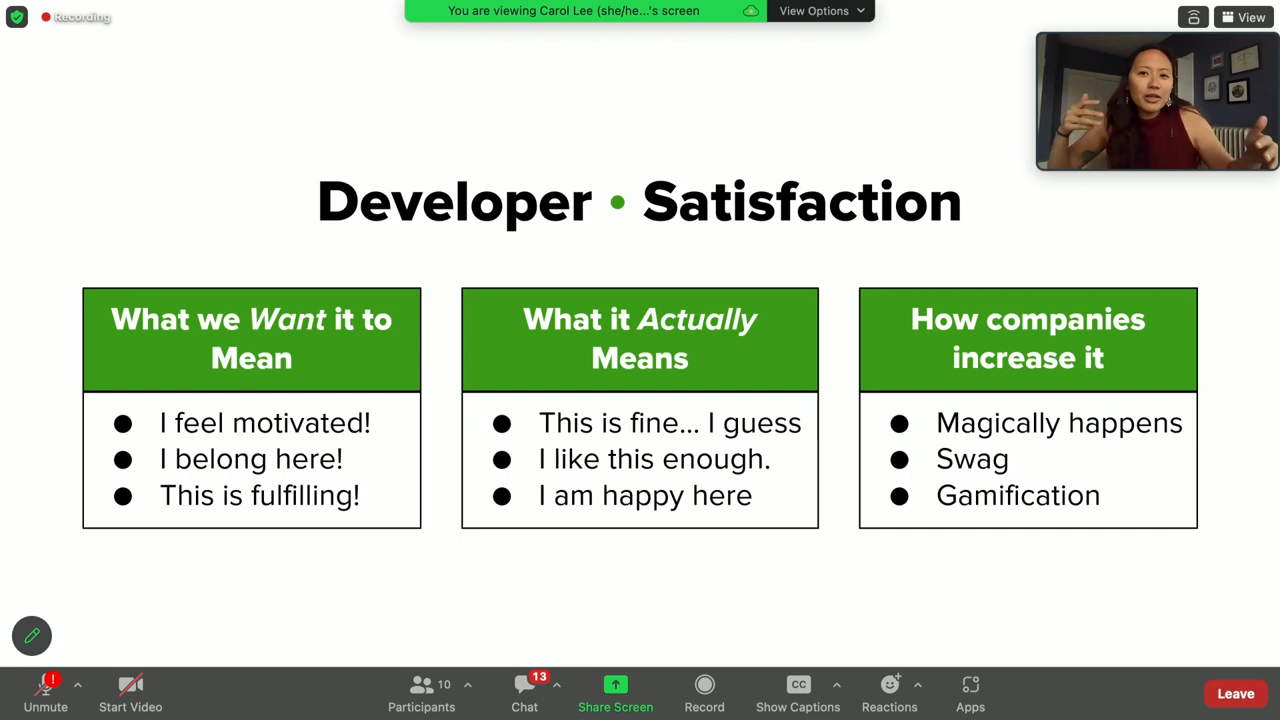 Recording
You are viewing Carol Lee (she/he...'s screen
View Options
View
Developer • Satisfaction
What we Want it to
Mean
● I feel motivated!
● I belong here!
● This is fulfilling!
What it Actually
Means
● This is fine... I guess
● I like this enough.
● I am happy here
How companies
increase it
● Magically happens
● Swag
● Gamification
Unmute
Start Video
10
Participants
13
Chat
Share Screen
Record
CC
Show Captions
Reactions
Apps
Leave